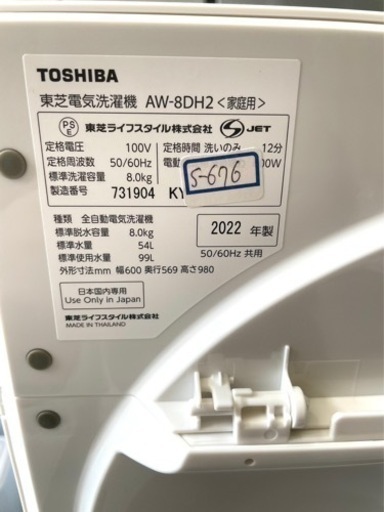 TOSHIBA
東芝電気洗濯機 AW-8DH2 <家庭用>
PS E 東芝ライフスタイル株式会社 S JET
定格電圧 100V 定格時間 洗いのみ 12分
定格周波数 50/60Hz 電動 00W
標準洗濯容量 8.0kg
製造番号 731904 KY
S-676
種類 全自動電気洗濯機
標準脱水容量 8.0kg
標準水量 54L
標準使用水量 99L
2022 年製
50/60Hz 共用
外形寸法mm 幅600 奥行569 高さ980
日本国内専用
Use Only in Japan
東芝ライフスタイル株式会社
MADE IN THAILAND